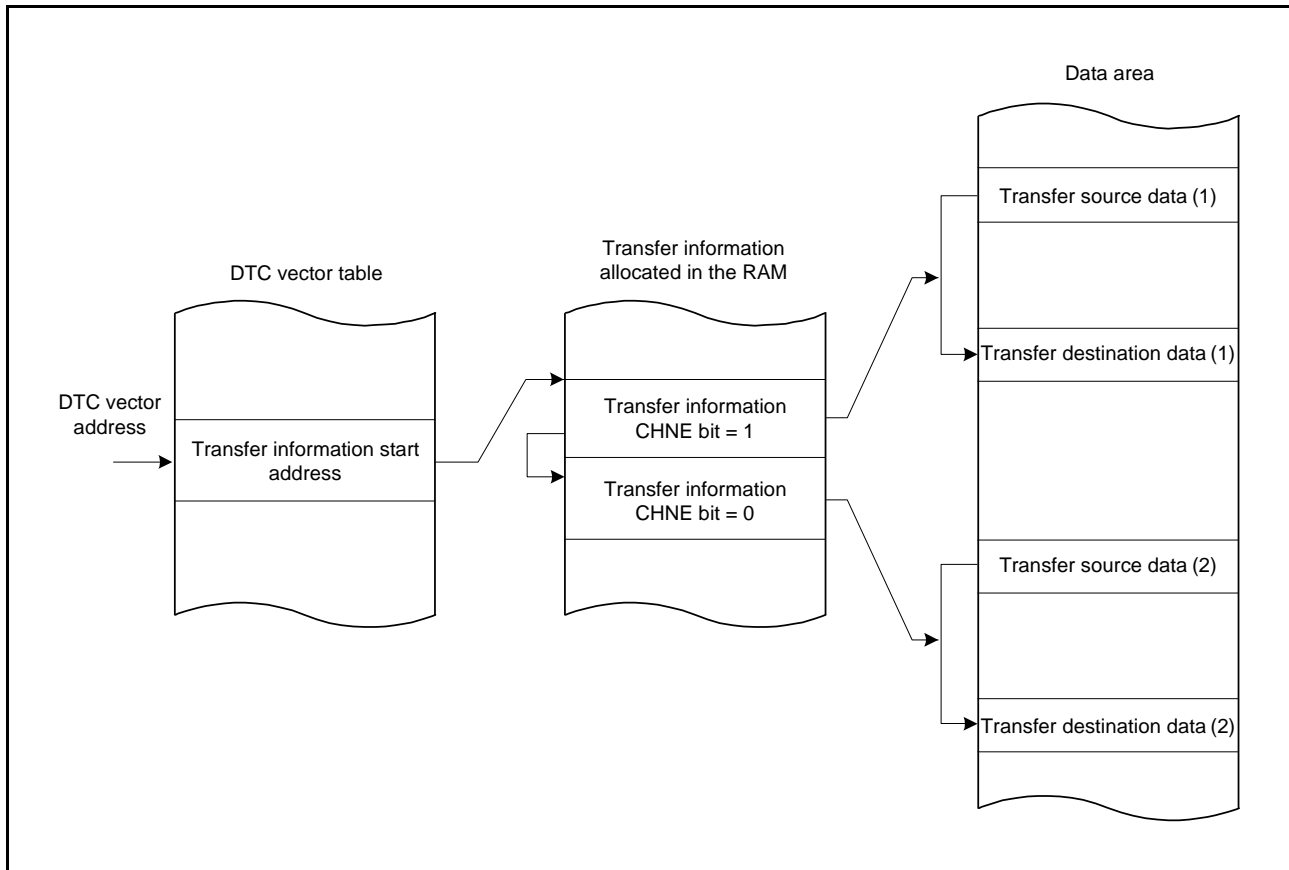 Data area
Transfer source data (1)
Transfer information
allocated in the RAM
DTC vector table
Transfer destination data (1)
DTC vector
address
Transfer information
CHNE bit = 1
Transfer information start
address
Transfer information
CHNE bit = 0
Transfer source data (2)
Transfer destination data (2)